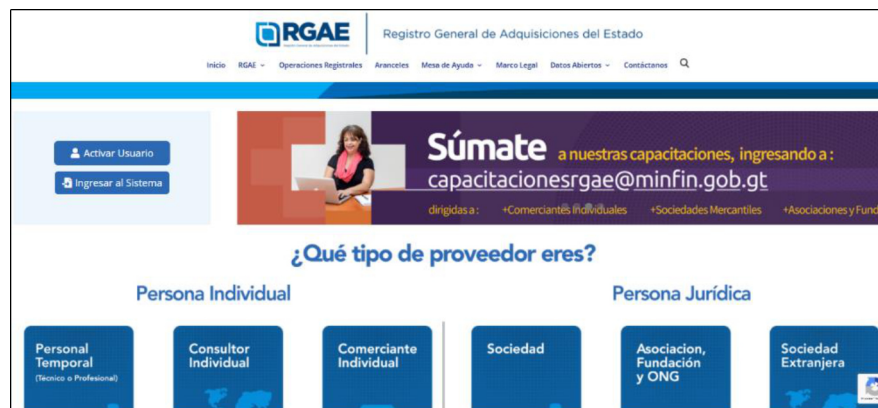 RGAE
Registro General de Adquisiciones del Estado
Inicio RGAE Operaciones Registrales Aranceles Mesa de Ayuda Marco Legal Datos Abiertos Contáctanos
Activar Usuario
Ingresar al Sistema
Súmate a nuestras capacitaciones, ingresando a :
capacitacionesrgae@minfin.gob.gt
dirigidas a : +Comerciantes Individuales +Sociedades Mercantiles +Asociaciones y Fund
¿Qué tipo de proveedor eres?
Persona Individual
Persona Jurídica
Personal
Temporal
(Técnico o Profesional)
Consultor
Individual
Comerciante
Individual
Sociedad
Asociacion,
Fundación
y ONG
Sociedad
Extranjera